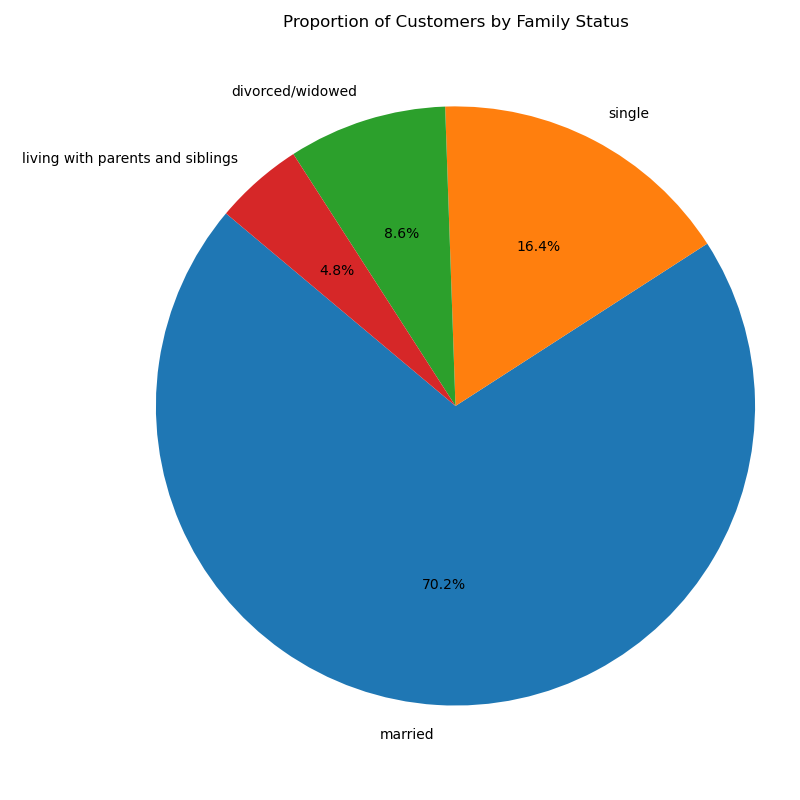 Proportion of Customers by Family Status
divorced/widowed
single
living with parents and siblings
8.6%
16.4%
4.8%
70.2%
married